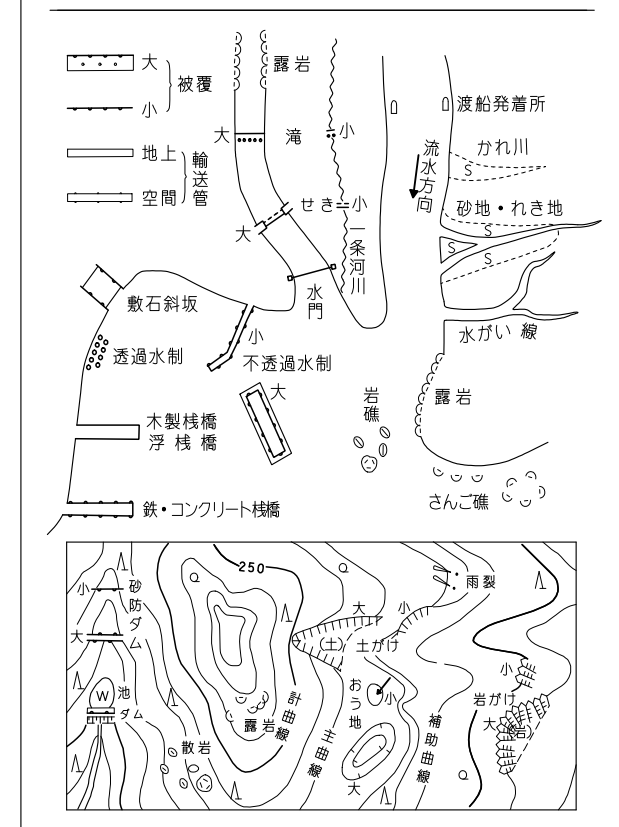 大
被覆
小
地上
輸送管
空間
露岩
大
滝
小
せき
小
大
一条河川
水門
渡船発着所
流水方向
かれ川
S
砂地・れき地
S
S
S
水がい線
敷石斜坂
透過水制
小
不透過水制
大
岩礁
露岩
木製桟橋
浮桟橋
さんご礁
鉄・コンクリート桟橋
250
小
砂防ダム
大
W
池
ダム
散岩
露岩
計曲線
主曲線
大
小
(土)
土がけ
雨裂
おう地
小
大
補助曲線
小
岩がけ
大
(岩)